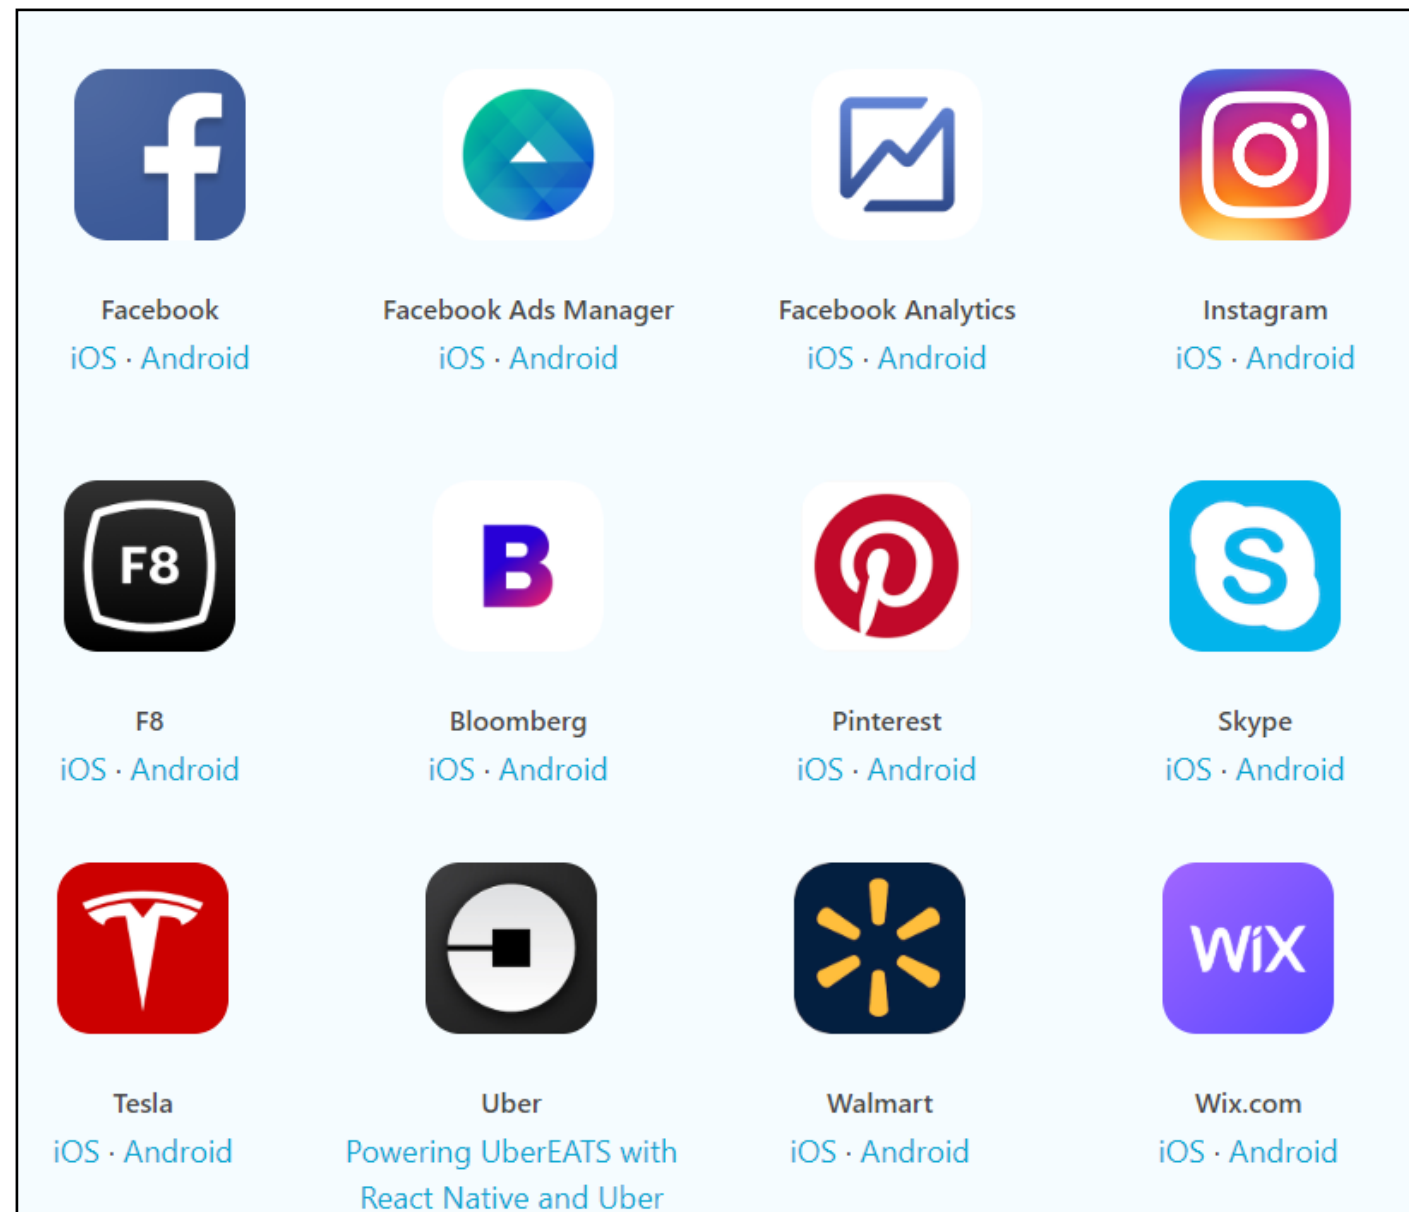 Facebook
Facebook Ads Manager
Facebook Analytics
Instagram
iOS · Android
iOS · Android
iOS · Android
iOS · Android
F8
B
S
F8
Bloomberg
Pinterest
Skype
iOS · Android
iOS · Android
iOS · Android
iOS · Android
WiX
Tesla
Uber
Walmart
Wix.com
iOS · Android
Powering UberEATS with
iOS · Android
iOS · Android
React Native and Uber